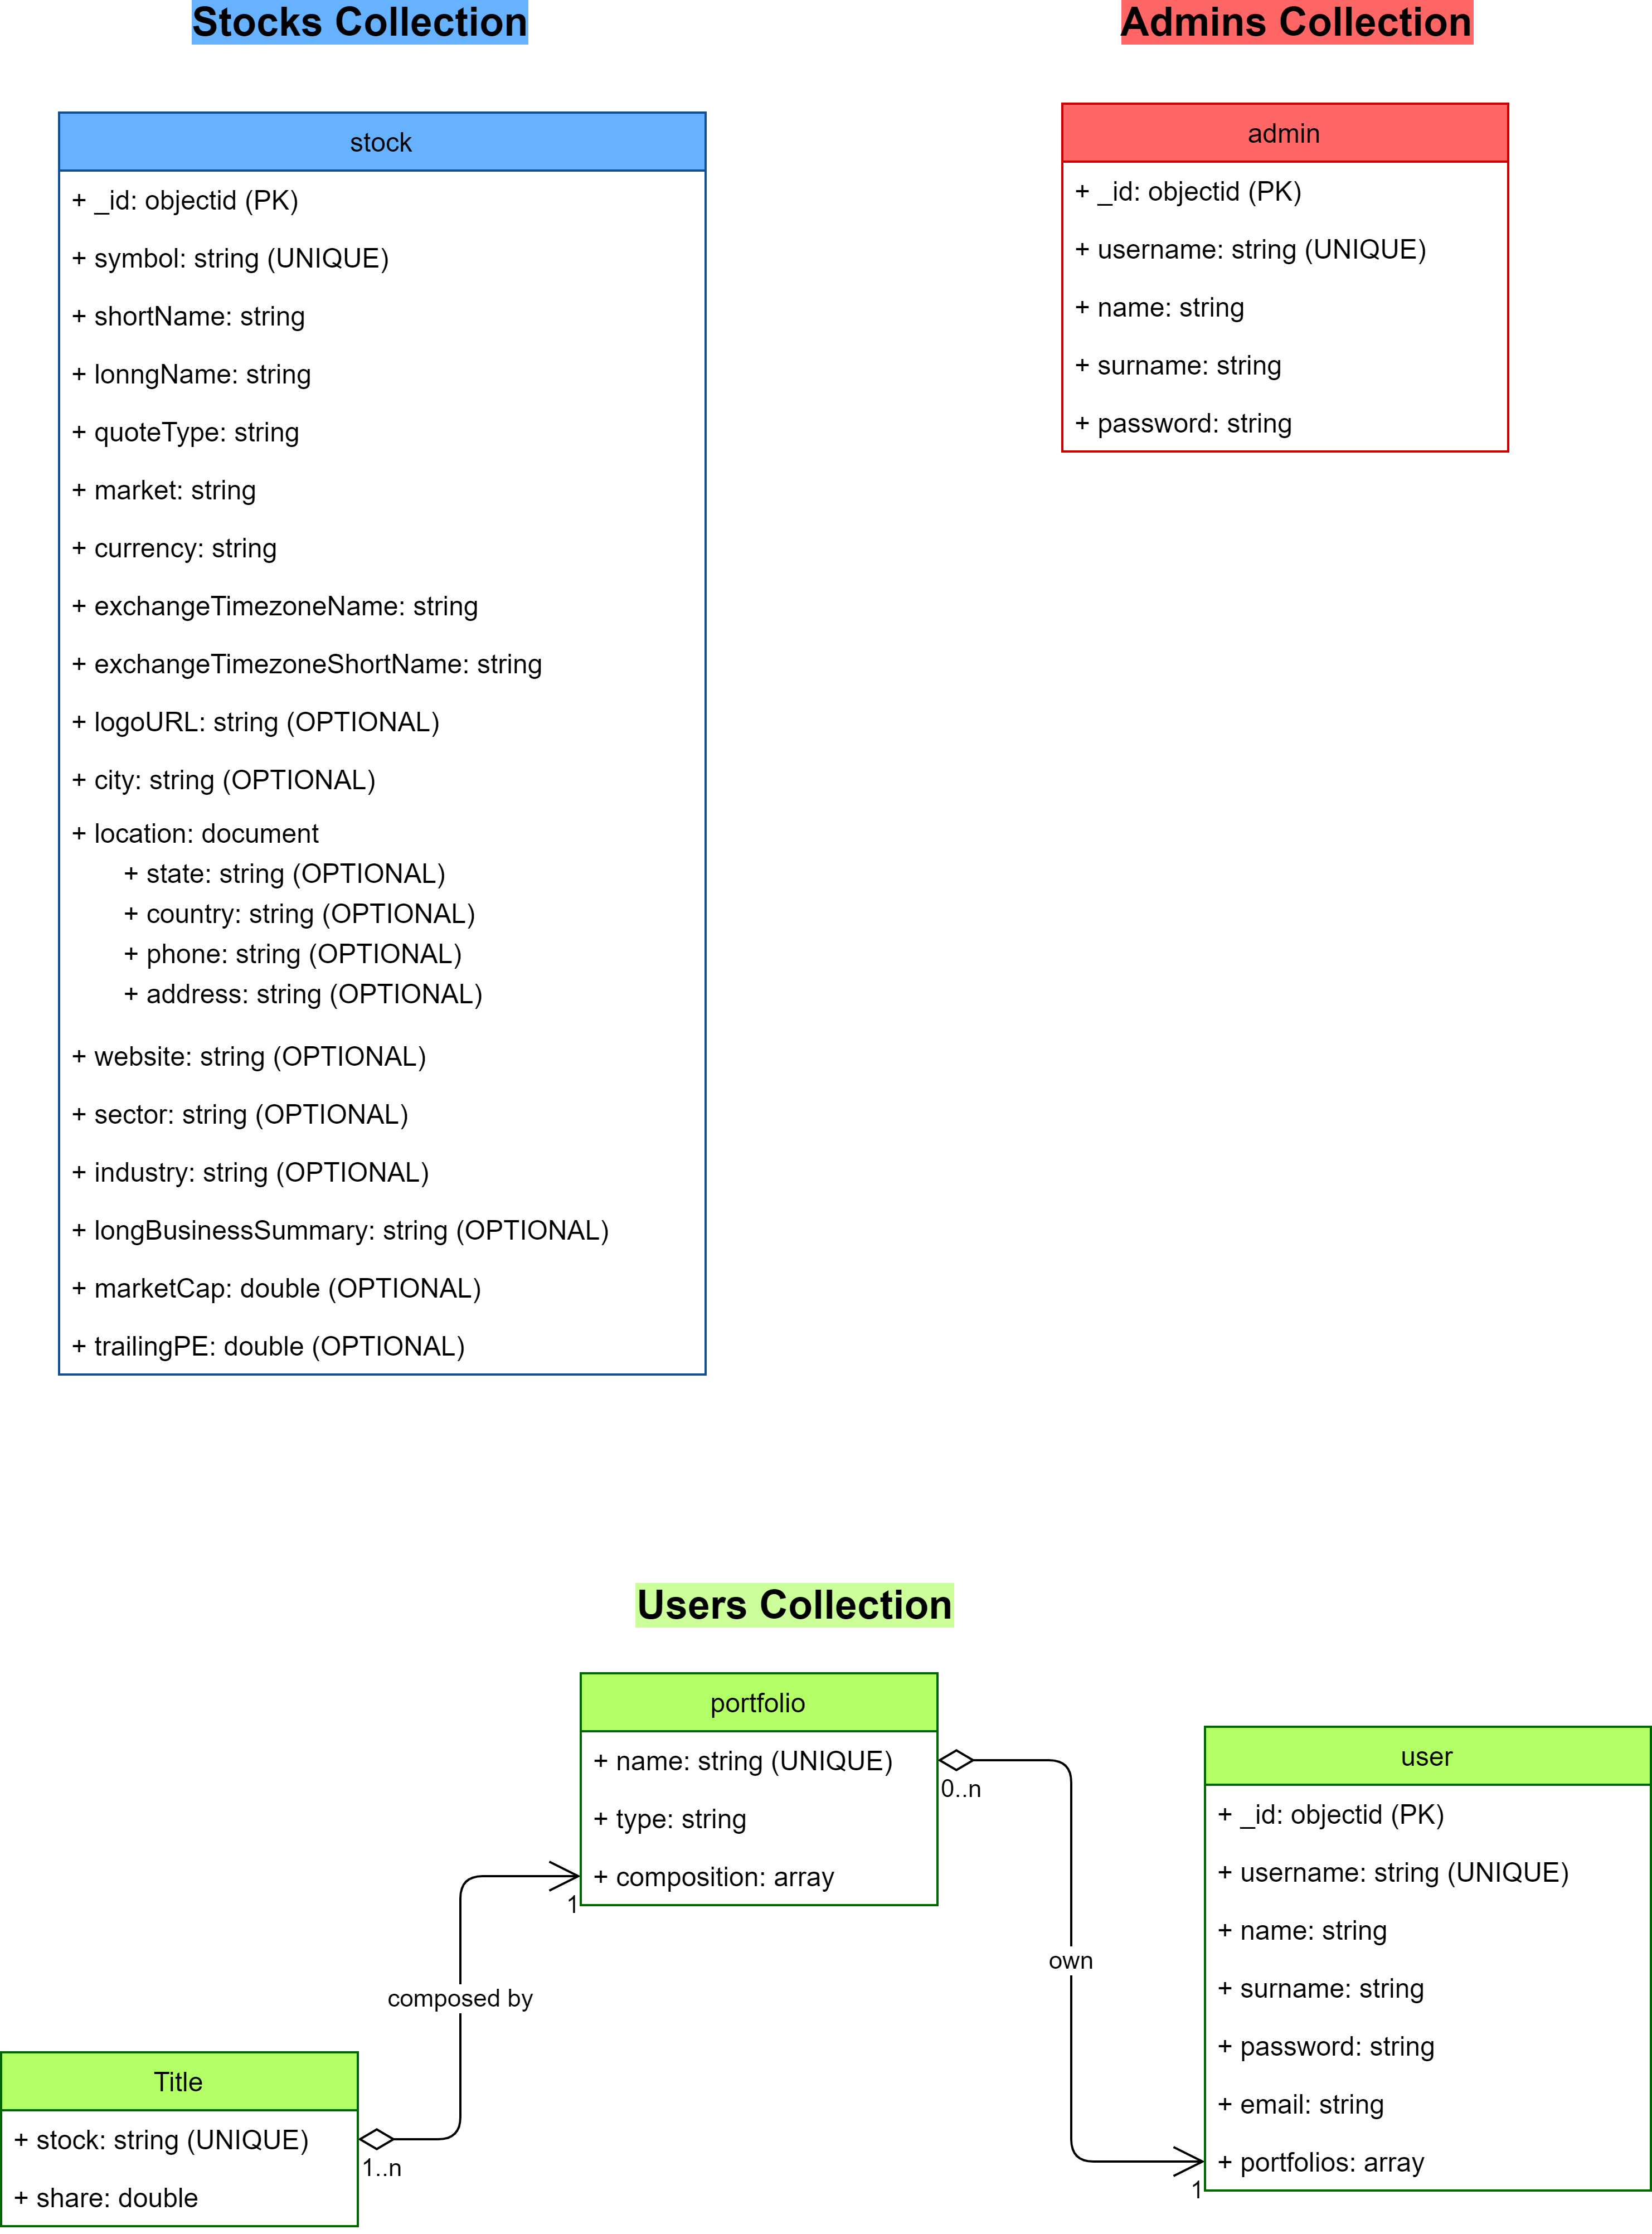 Stocks Collection
stock
+ _id: objectid (PK)
+ symbol: string (UNIQUE)
+ shortName: string
+ lonngName: string
+ quoteType: string
+ market: string
+ currency: string
+ exchangeTimezoneName: string
+ exchangeTimezoneShortName: string
+ logoURL: string (OPTIONAL)
+ city: string (OPTIONAL)
+ location: document
+ state: string (OPTIONAL)
+ country: string (OPTIONAL)
+ phone: string (OPTIONAL)
+ address: string (OPTIONAL)
+ website: string (OPTIONAL)
+ sector: string (OPTIONAL)
+ industry: string (OPTIONAL)
+ longBusinessSummary: string (OPTIONAL)
+ marketCap: double (OPTIONAL)
+ trailingPE: double (OPTIONAL)
Admins Collection
admin
+ _id: objectid (PK)
+ username: string (UNIQUE)
+ name: string
+ surname: string
+ password: string
Users Collection
portfolio
+ name: string (UNIQUE)
+ type: string
+ composition: array
0..n
1
own
composed by
user
+ _id: objectid (PK)
+ username: string (UNIQUE)
+ name: string
+ surname: string
+ password: string
+ email: string
+ portfolios: array
1
Title
+ stock: string (UNIQUE)
+ share: double
1..n